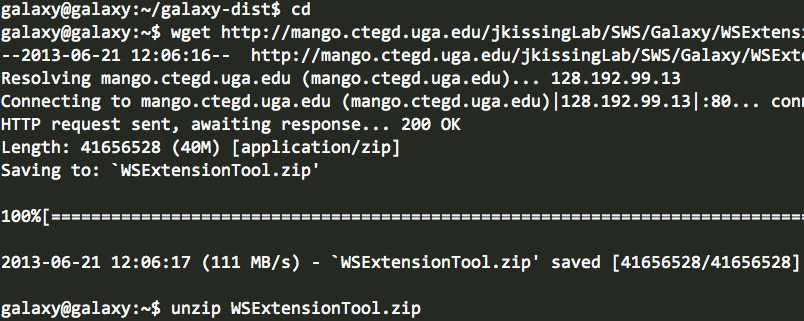 galaxy@galaxy:~/galaxy-dist$ cd
galaxy@galaxy:~$ wget http://mango.ctegd.uga.edu/jkissingLab/SWS/Galaxy/WSExtensi
--2013-06-21 12:06:16-- http://mango.ctegd.uga.edu/jkissingLab/SWS/Galaxy/WSExte
Resolving mango.ctegd.uga.edu (mango.ctegd.uga.edu)... 128.192.99.13
Connecting to mango.ctegd.uga.edu (mango.ctegd.uga.edu)|128.192.99.13|:80... conn
HTTP request sent, awaiting response... 200 OK
Length: 41656528 (40M) [application/zip]
Saving to: `WSExtensionTool.zip'
100%[===========================================================================
2013-06-21 12:06:17 (111 MB/s) - `WSExtensionTool.zip' saved [41656528/41656528]
galaxy@galaxy:~$ unzip WSExtensionTool.zip